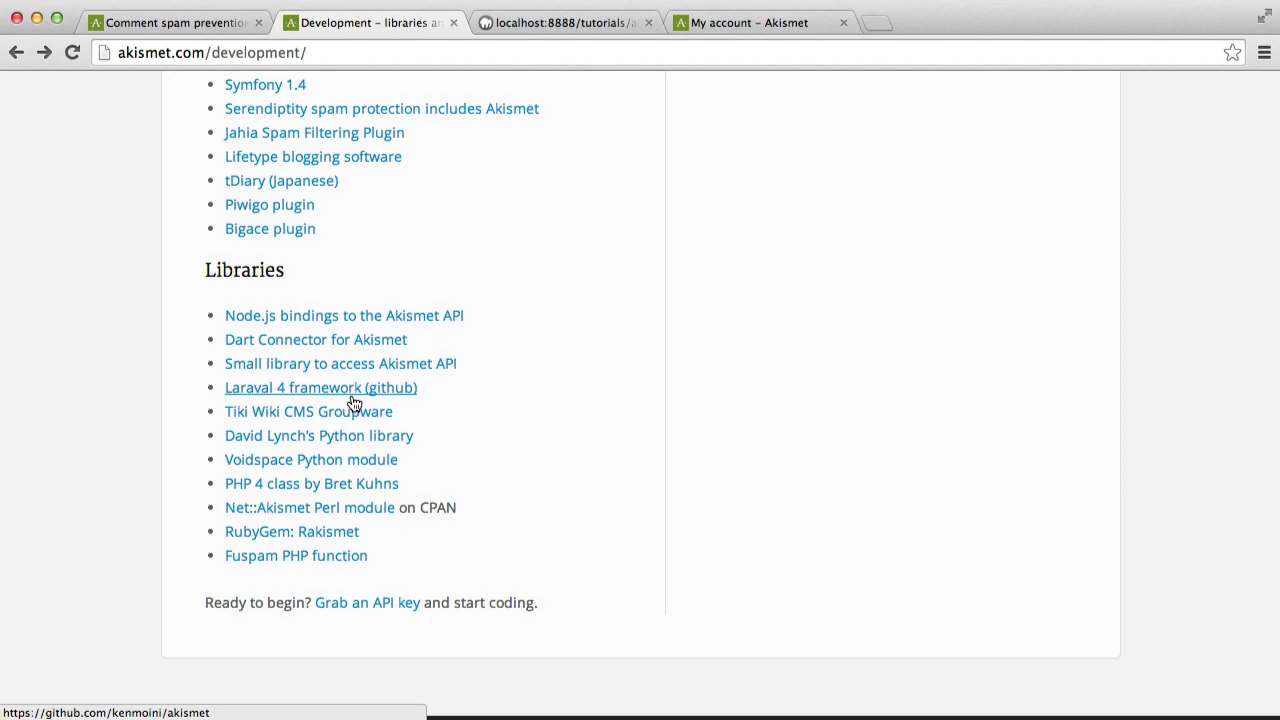 Comment spam preventio
Development – libraries an
localhost:8888/tutorials/a
My account – Akismet
akismet.com/development/
Symfony 1.4
Serendiptity spam protection includes Akismet
Jahia Spam Filtering Plugin
Lifetype blogging software
tDiary (Japanese)
Piwigo plugin
Bigace plugin
Libraries
Node.js bindings to the Akismet API
Dart Connector for Akismet
Small library to access Akismet API
Laraval 4 framework (github)
Tiki Wiki CMS Groupware
David Lynch's Python library
Voidspace Python module
PHP 4 class by Bret Kuhns
Net::Akismet Perl module on CPAN
RubyGem: Rakismet
Fuspam PHP function
Ready to begin? Grab an API key and start coding.
https://github.com/kenmoini/akismet